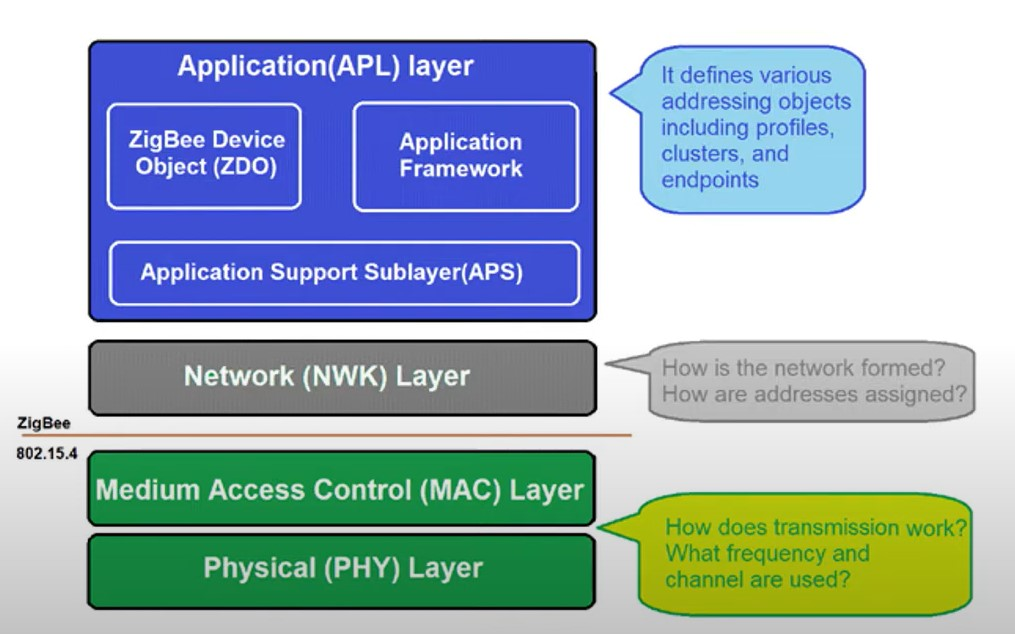 Application(APL) layer
ZigBee Device
Object (ZDO)
Application
Framework
Application Support Sublayer(APS)
It defines various
addressing objects
including profiles,
clusters, and
endpoints
Network (NWK) Layer
How is the network formed?
How are addresses assigned?
ZigBee
802.15.4
Medium Access Control (MAC) Layer
Physical (PHY) Layer
How does transmission work?
What frequency and
channel are used?